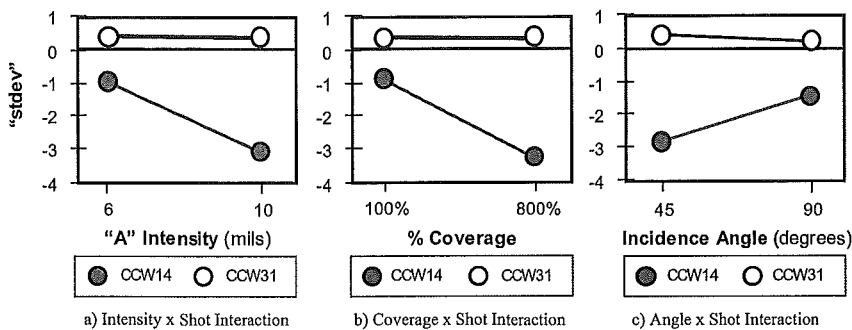 "stdev"
1
0
-1
-2
-3
-4
6
10
"A" Intensity (mils)
CCW14 CCW31
a) Intensity x Shot Interaction
1
0
-1
-2
-3
-4
100%
800%
% Coverage
CCW14 CCW31
b) Coverage x Shot Interaction
1
0
-1
-2
-3
-4
45
90
Incidence Angle (degrees)
CCW14 CCW31
c) Angle x Shot Interaction